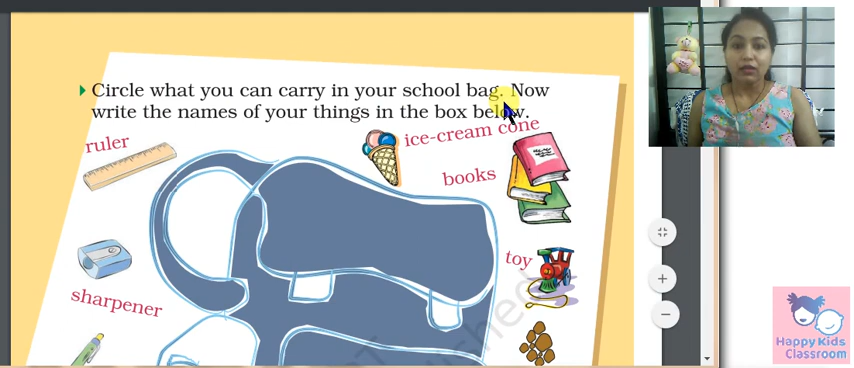 Circle what you can carry in your school bag. Now
write the names of your things in the box below.
ruler
ice-cream cone
books
toy
sharpener
Happy Kids
Classroom